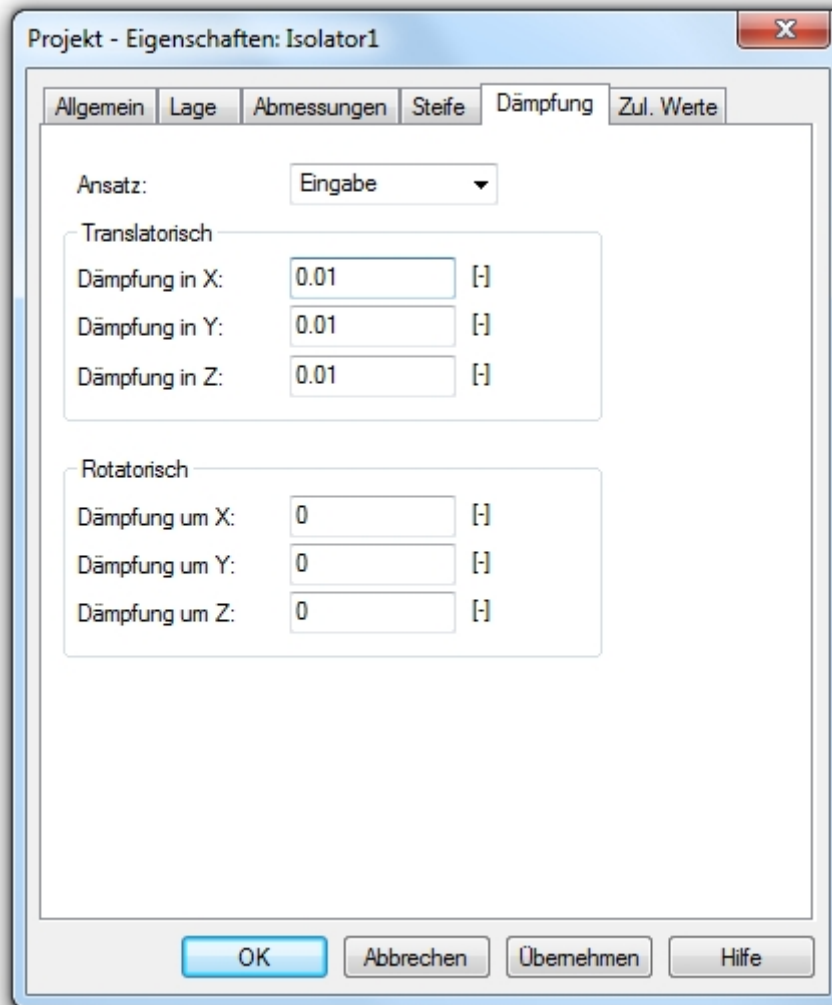 Projekt - Eigenschaften: Isolator1
Allgemein Lage Abmessungen Steife Dämpfung Zul. Werte
Ansatz: Eingabe
Translatorisch
Dämpfung in X: 0.01 [-]
Dämpfung in Y: 0.01 [-]
Dämpfung in Z: 0.01 [-]
Rotatorisch
Dämpfung um X: 0 [-]
Dämpfung um Y: 0 [-]
Dämpfung um Z: 0 [-]
OK Abbrechen Übernehmen Hilfe